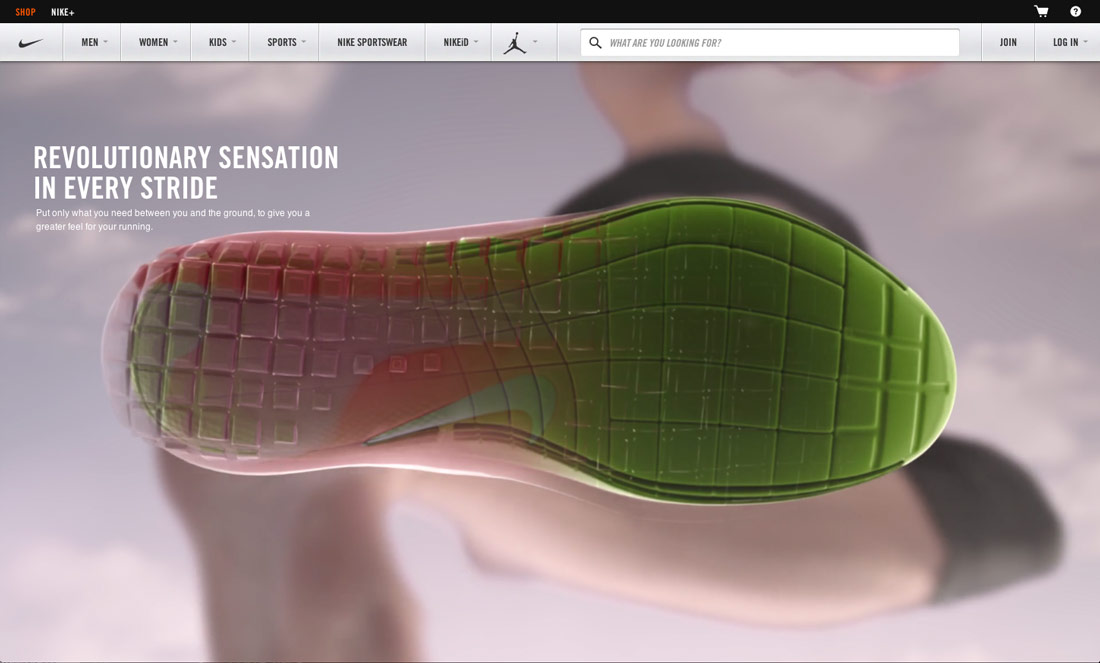 SHOP NIKE+
MEN WOMEN KIDS SPORTS NIKE SPORTSWEAR NIKEiD WHAT ARE YOU LOOKING FOR? JOIN LOG IN
REVOLUTIONARY SENSATION
IN EVERY STRIDE
Put only what you need between you and the ground, to give you a
greater feel for your running.